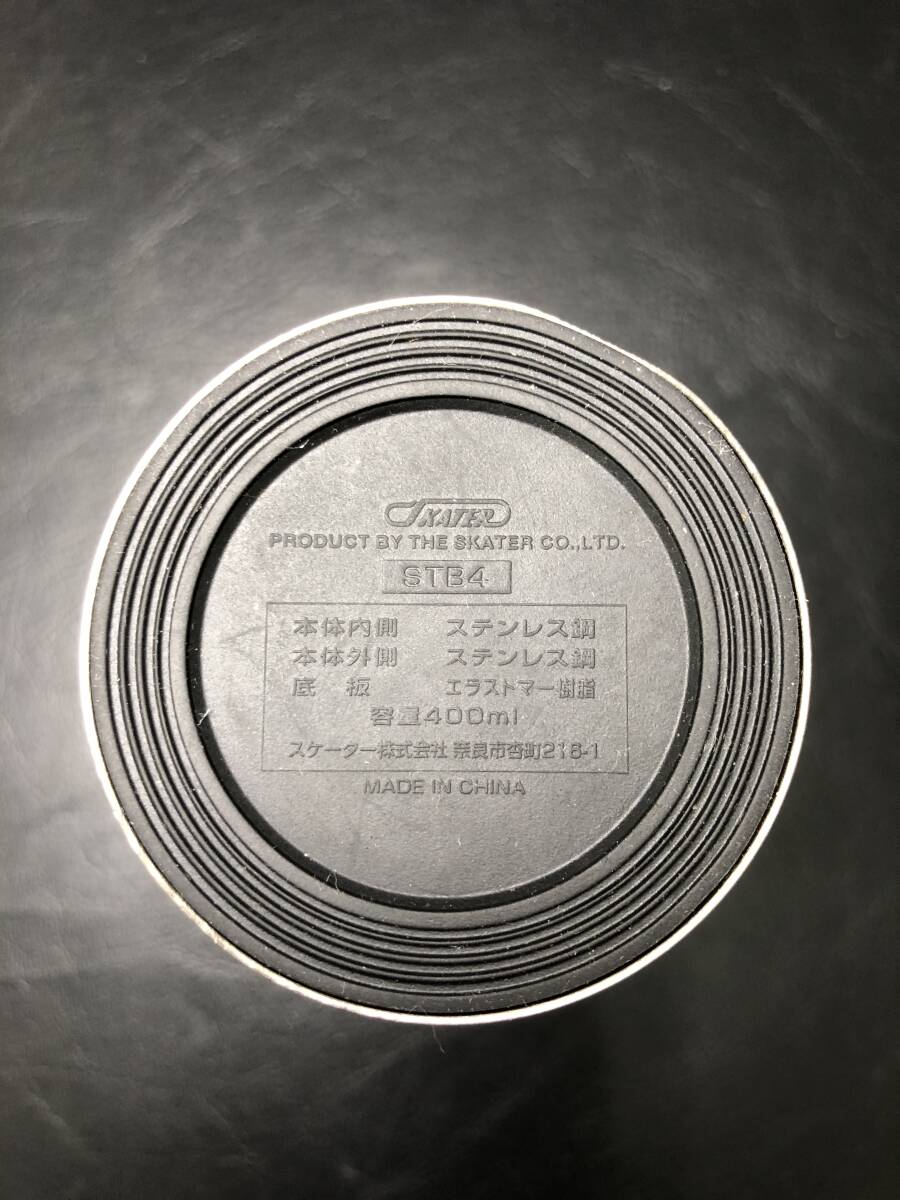 SKATER
PRODUCT BY THE SKATER CO.,LTD.
STB4
本体内側 ステンレス鋼
本体外側 ステンレス鋼
底 板 エラストマー樹脂
容量400ml
スケーター株式会社 奈良市杏町216-1
MADE IN CHINA